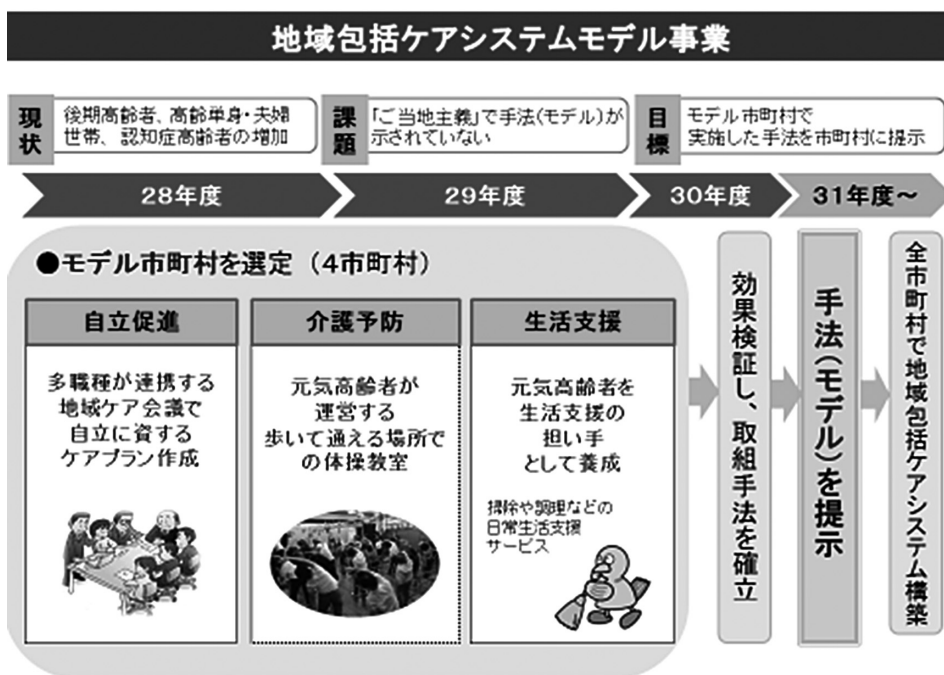 地域包括ケアシステムモデル事業
現状
後期高齢者、高齢単身・夫婦
世帯、認知症高齢者の増加
課題
「ご当地主義」で手法(モデル)が
示されていない
目標
モデル市町村で
実施した手法を市町村に提示
28年度
29年度
30年度
31年度～
●モデル市町村を選定（4市町村）
自立促進
多職種が連携する
地域ケア会議で
自立に資する
ケアプラン作成
介護予防
元気高齢者が
運営する
歩いて通える場所で
の体操教室
生活支援
元気高齢者を
生活支援の
担い手
として養成
掃除や調理などの
日常生活支援
サービス
効果検証し、取組手法を確立
手法(モデル)を提示
全市町村で地域包括ケアシステム構築